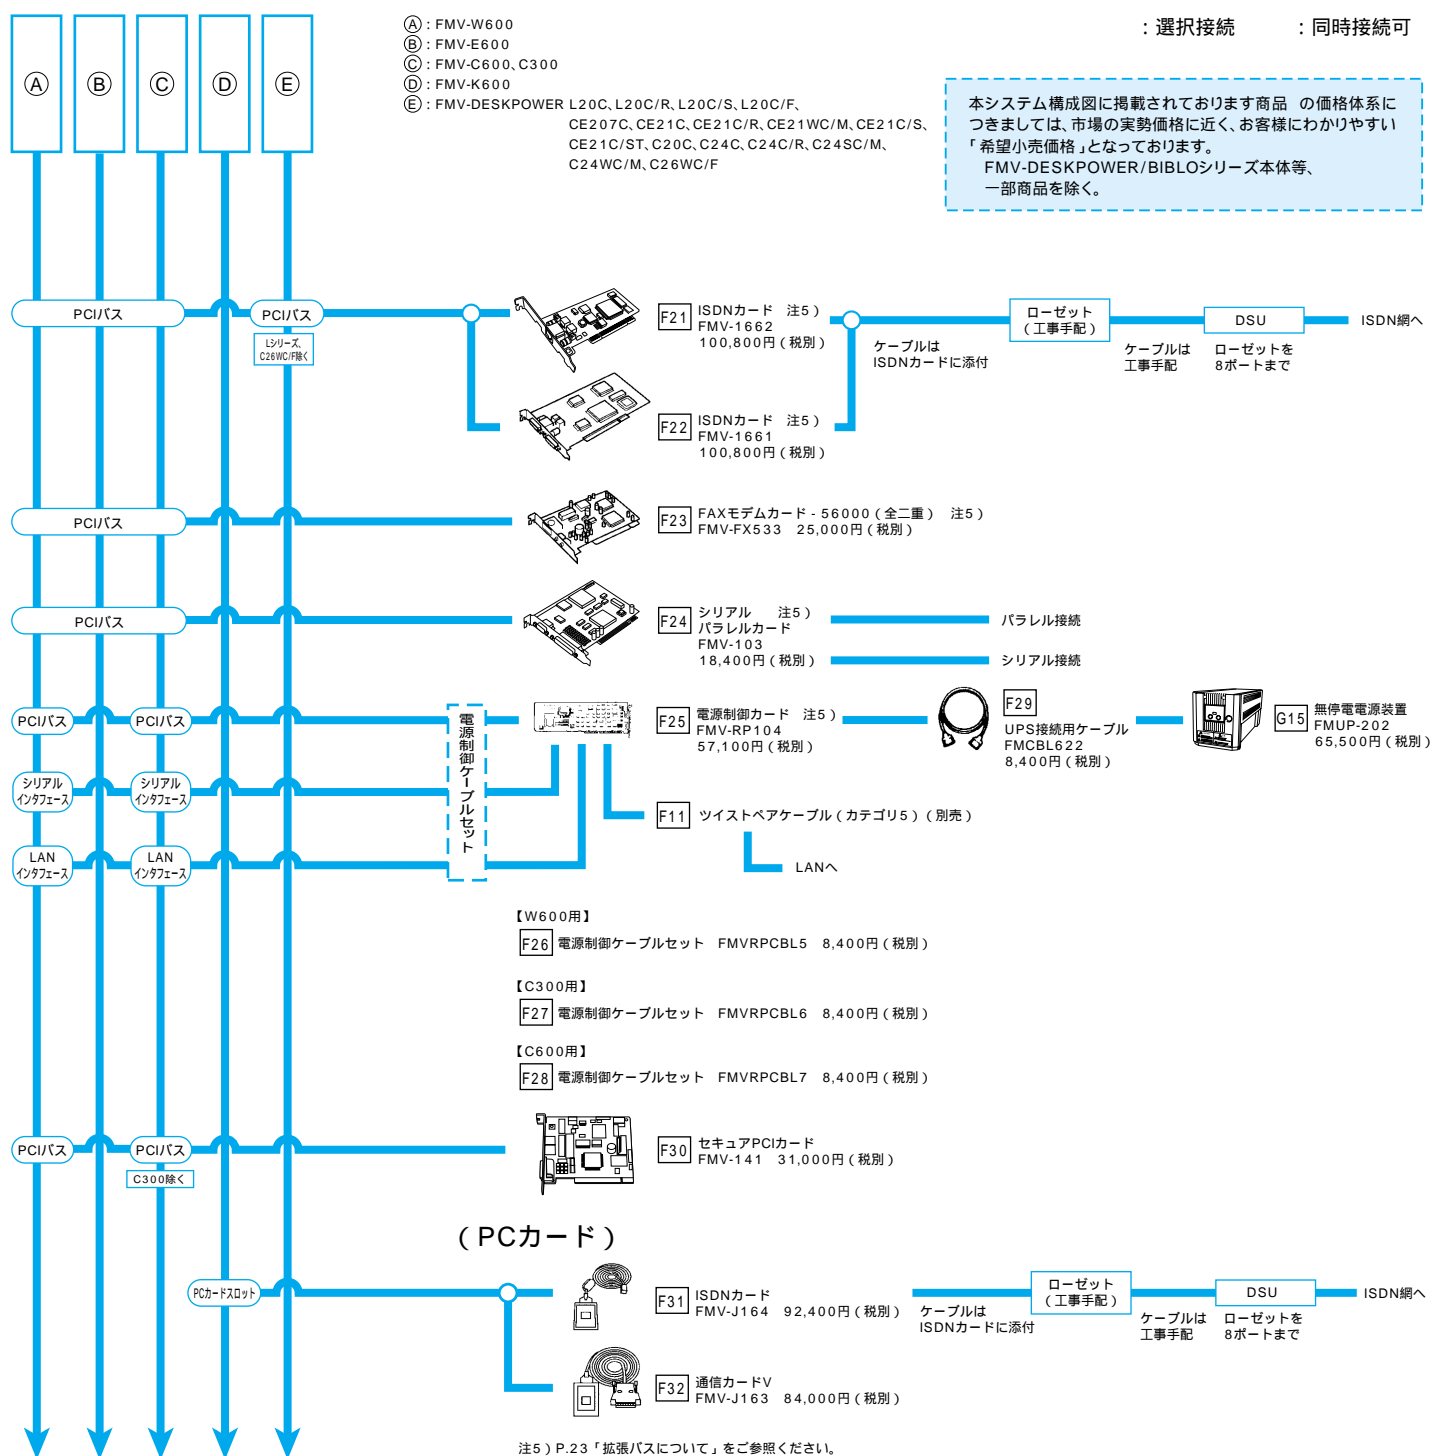 Ⓐ : FMV-W600
Ⓑ : FMV-E600
Ⓒ : FMV-C600、C300
Ⓓ : FMV-K600
Ⓔ : FMV-DESKPOWER L20C、L20C/R、L20C/S、L20C/F、
CE207C、CE21C、CE21C/R、CE21WC/M、CE21C/S、
CE21C/ST、C20C、C24C、C24C/R、C24SC/M、
C24WC/M、C26WC/F
：選択接続　　：同時接続可
本システム構成図に掲載されております商品　の価格体系に
つきましては、市場の実勢価格に近く、お客様にわかりやすい
「希望小売価格」となっております。
FMV-DESKPOWER/BIBLOシリーズ本体等、
一部商品を除く。
Ⓐ
Ⓑ
Ⓒ
Ⓓ
Ⓔ
PCIバス
PCIバス
Lシリーズ、
C26WC/F除く
F21 ISDNカード　注5）
FMV-1662
100,800円（税別）
ケーブルは
ISDNカードに添付
ローゼット
（工事手配）
ケーブルは
工事手配
DSU
ローゼットを
8ポートまで
ISDN網へ
F22 ISDNカード　注5）
FMV-1661
100,800円（税別）
PCIバス
F23 FAXモデムカード - 56000（全二重）　注5）
FMV-FX533　25,000円（税別）
PCIバス
F24 シリアル　　注5）
パラレルカード
FMV-103
18,400円（税別）
パラレル接続
シリアル接続
PCIバス
PCIバス
電源制御ケーブルセット
F25 電源制御カード　注5）
FMV-RP104
57,100円（税別）
F29
UPS接続用ケーブル
FMCBL622
8,400円（税別）
G15 無停電電源装置
FMUP-202
65,500円（税別）
シリアル
インタフェース
シリアル
インタフェース
F11 ツイストペアケーブル（カテゴリ5）（別売）
LAN
インタフェース
LAN
インタフェース
LANへ
【W600用】
F26 電源制御ケーブルセット　FMVRPCBL5　8,400円（税別）
【C300用】
F27 電源制御ケーブルセット　FMVRPCBL6　8,400円（税別）
【C600用】
F28 電源制御ケーブルセット　FMVRPCBL7　8,400円（税別）
PCIバス
PCIバス
C300除く
F30 セキュアPCIカード
FMV-141　31,000円（税別）
（PCカード）
PCカードスロット
F31 ISDNカード
FMV-J164　92,400円（税別）
ケーブルは
ISDNカードに添付
ローゼット
（工事手配）
ケーブルは
工事手配
DSU
ローゼットを
8ポートまで
ISDN網へ
F32 通信カードV
FMV-J163　84,000円（税別）
注5）P.23「拡張バスについて」をご参照ください。